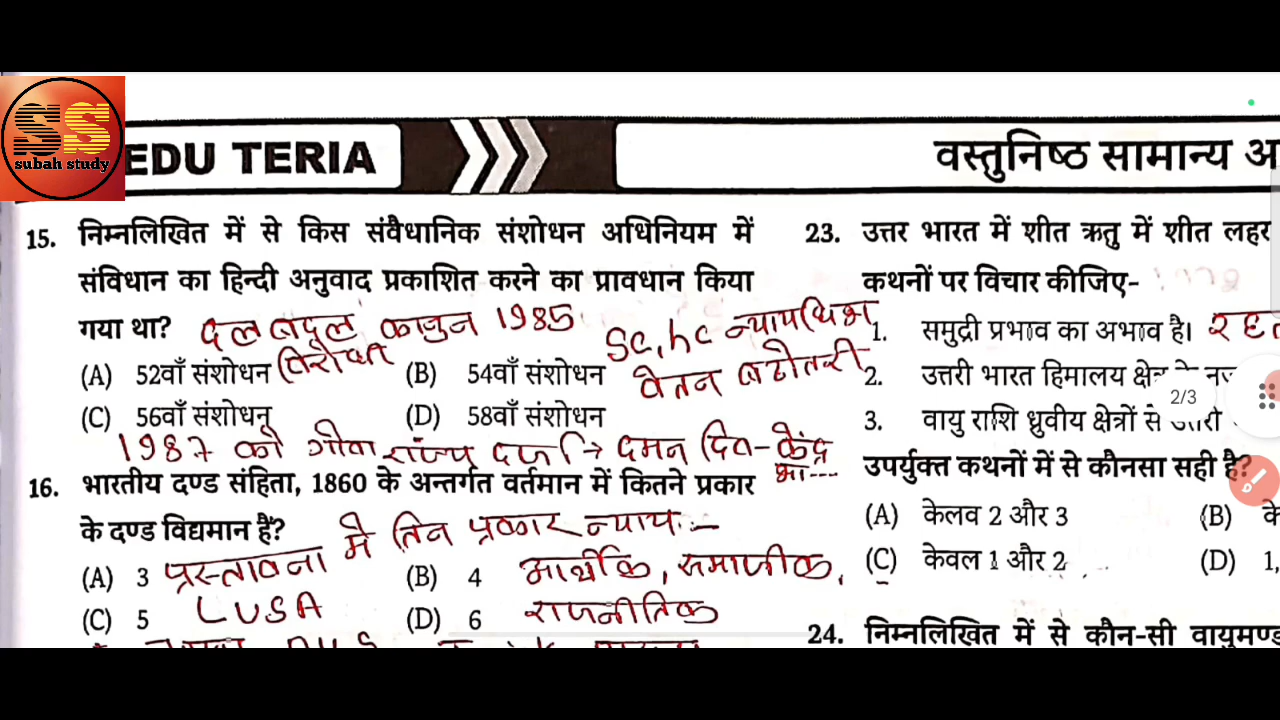 SS
subah study
EDU TERIA
वस्तुनिष्ठ सामान्य अ
15. निम्नलिखित में से किस संवैधानिक संशोधन अधिनियम में
संविधान का हिन्दी अनुवाद प्रकाशित करने का प्रावधान किया
गया था? दल बदल कानुन 1985
विरोधी
sc, hc न्यायधिश
वेतन बढोतरी
(A) 52वाँ संशोधन (B) 54वाँ संशोधन
(C) 56वाँ संशोधन (D) 58वाँ संशोधन
1987 को गोवा राज्य दर्जा → दमन दिव - केंद्र
16. भारतीय दण्ड संहिता, 1860 के अन्तर्गत वर्तमान में कितने प्रकार
के दण्ड विद्यमान हैं?
प्रस्तावना में तिन प्रकार न्याय :-
(A) 3 (B) 4 आर्थीक, समाजीक,
(C) 5 LUSA (D) 6 राजनीतिक
23. उत्तर भारत में शीत ऋतु में शीत लहर
कथनों पर विचार कीजिए-
1. समुद्री प्रभाव का अभाव है।
2. उत्तरी भारत हिमालय क्षेत्र के नज
3. वायु राशि ध्रुवीय क्षेत्रों से
2/3
उपर्युक्त कथनों में से कौनसा सही है?
(A) केलव 2 और 3 (B) के
(C) केवल 1 और 2 (D) 1,
24. निम्नलिखित में से कौन-सी वायुमण्ड